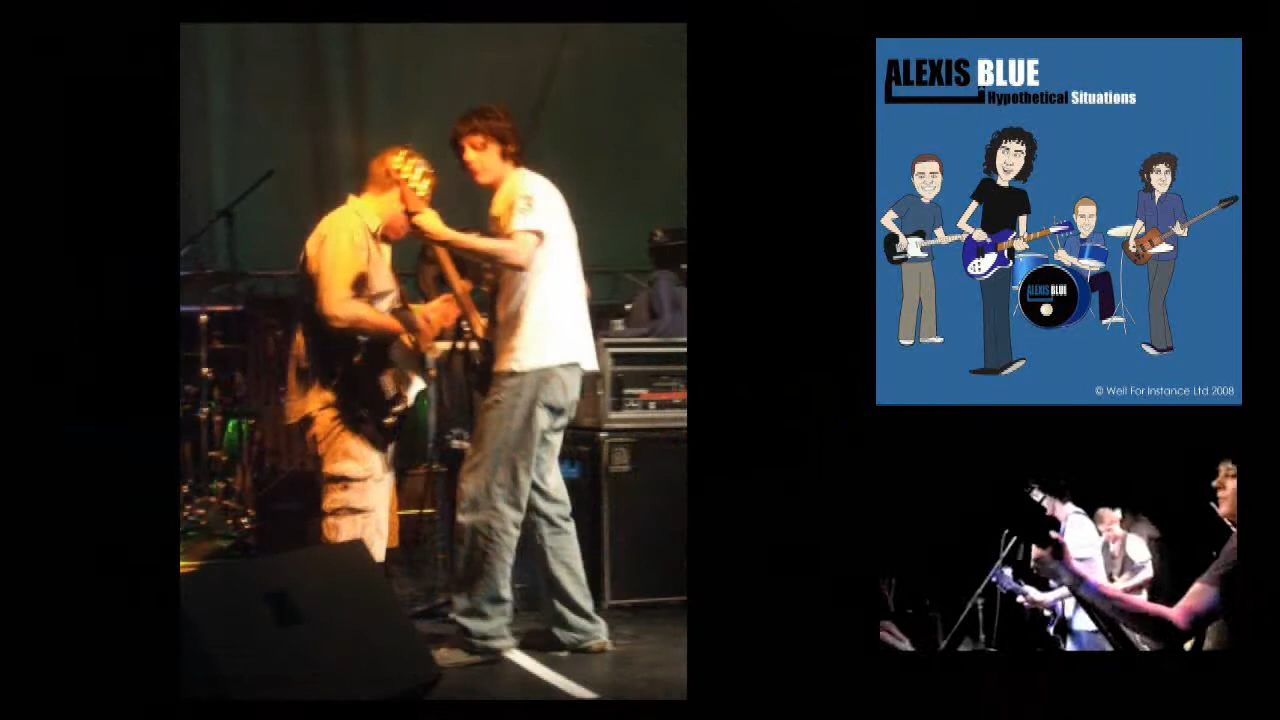 ALEXIS BLUE
Hypothetical Situations
ALEXIS BLUE
© Well For Instance Ltd 2008